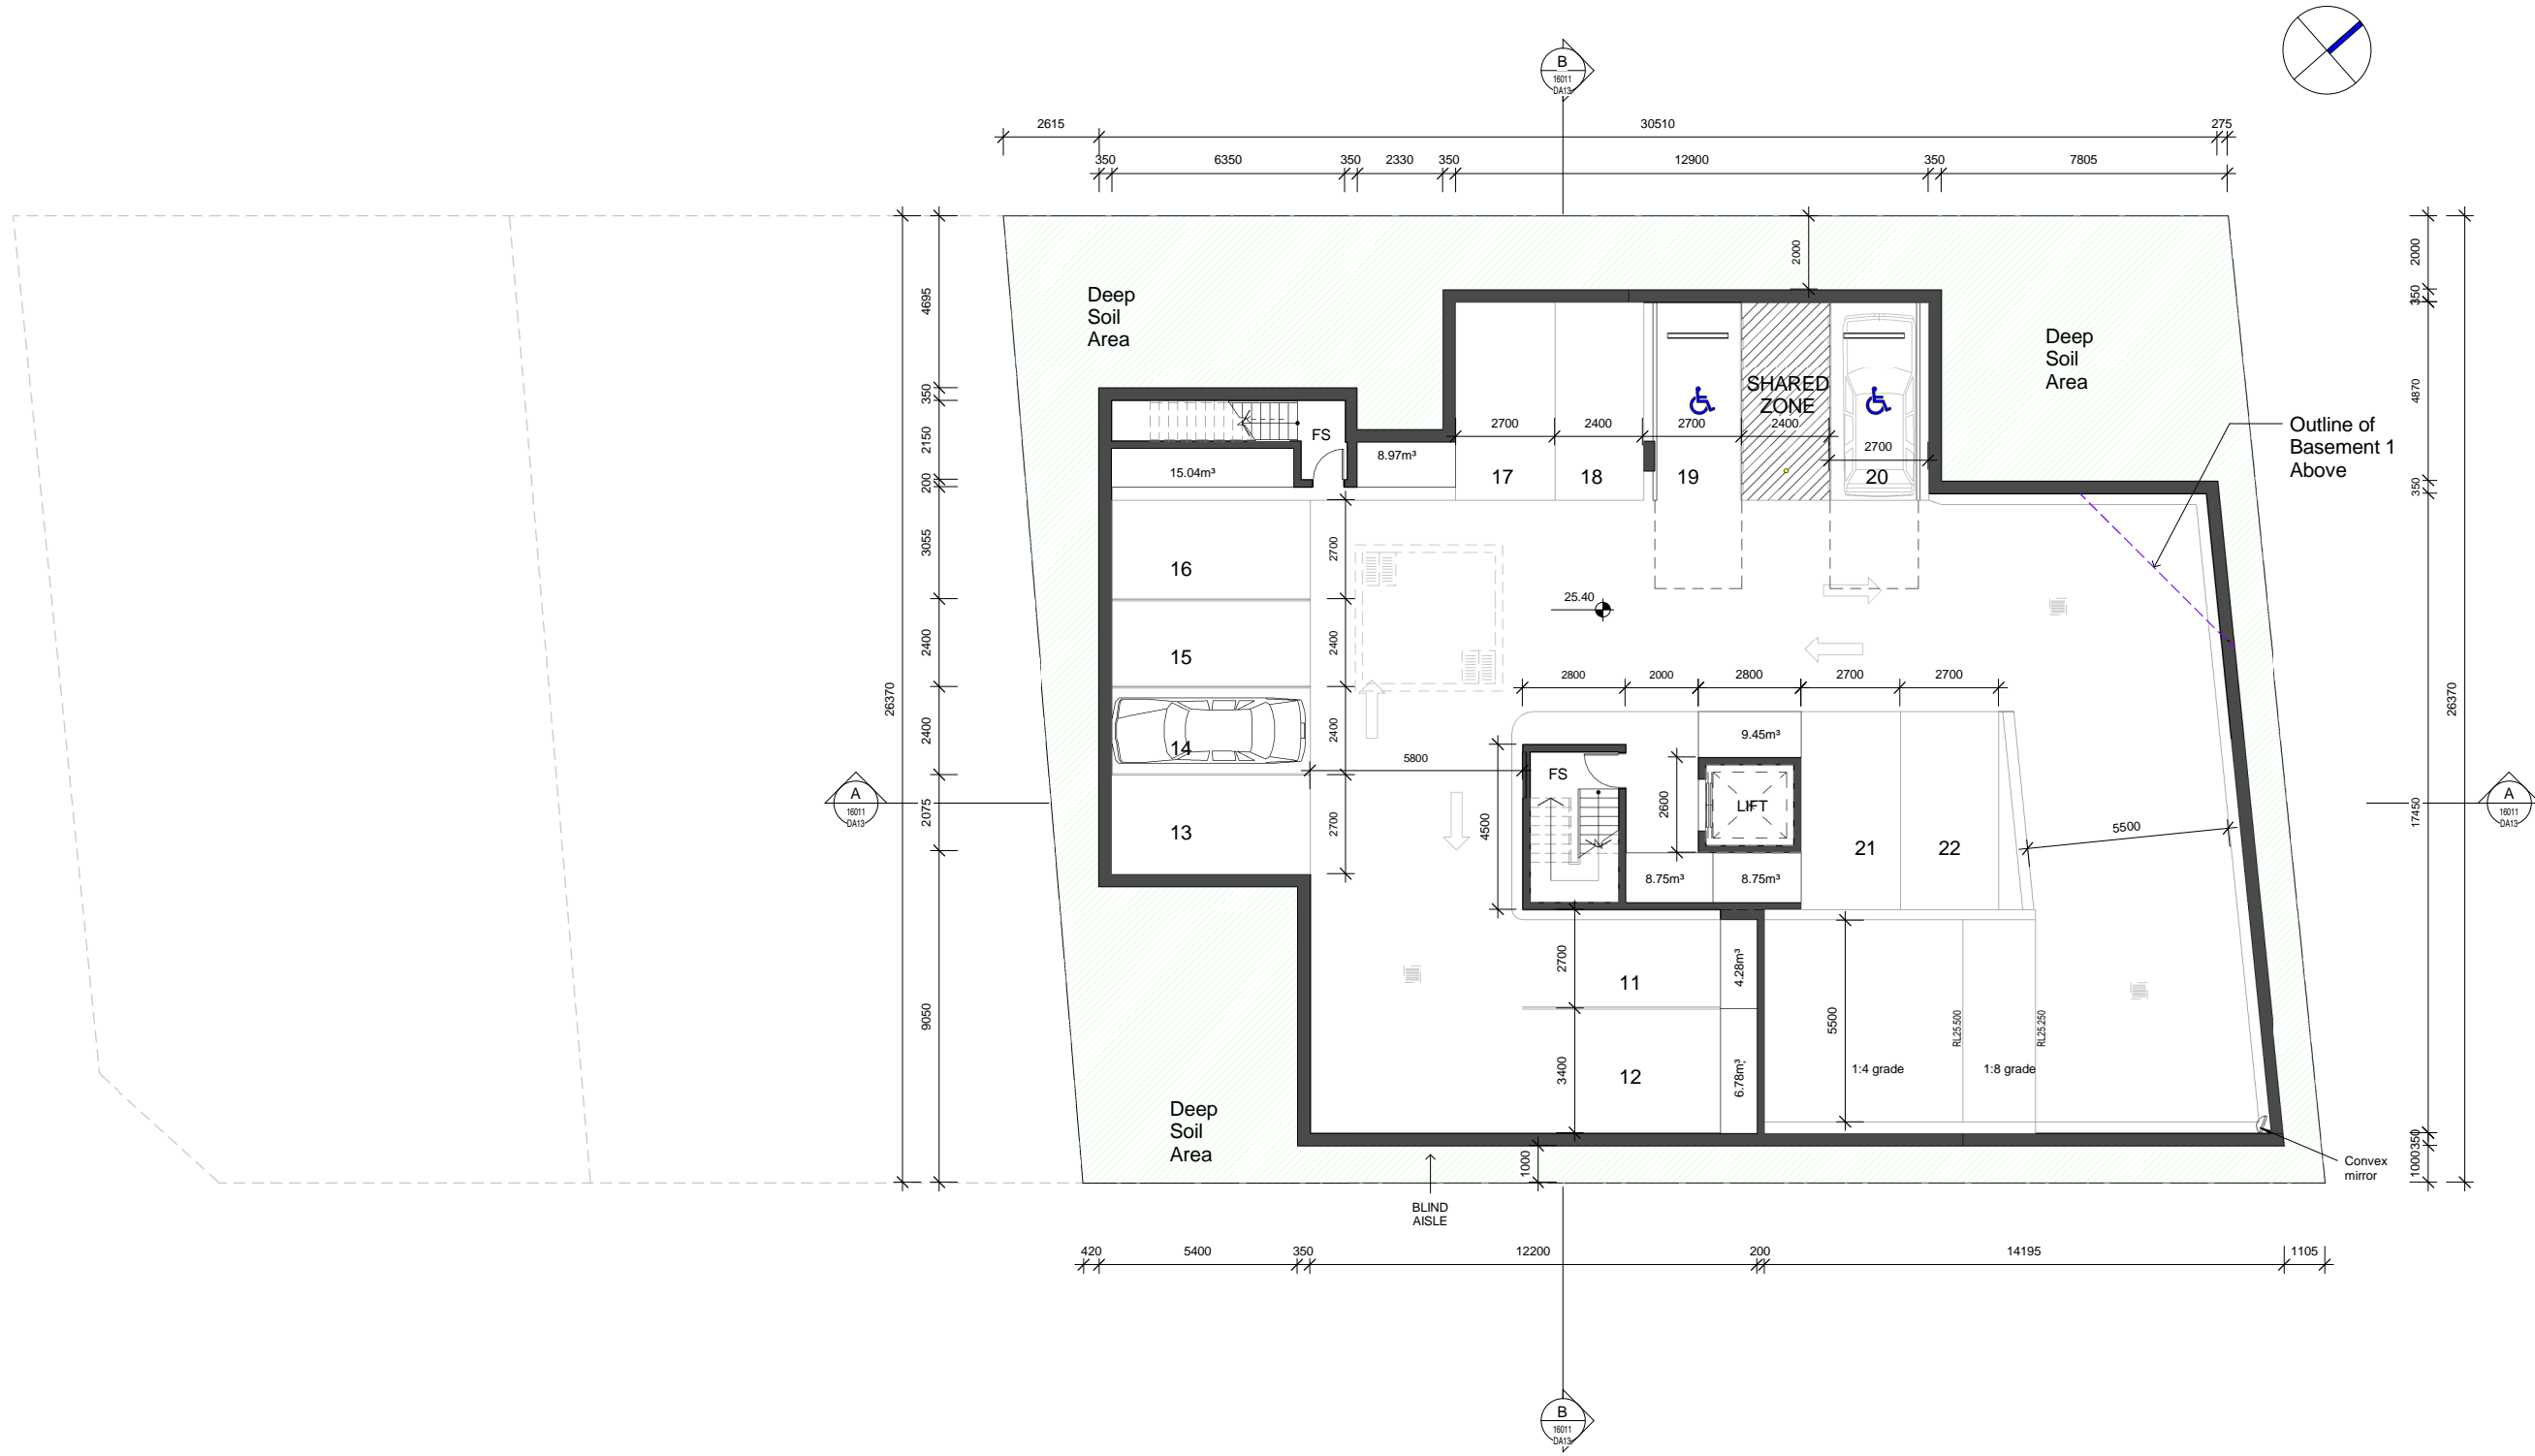 B
16011
DA13
2615
30510
275
350
6350
350
2330
350
12900
350
7805
2000
2000
350
4870
350
17450
26370
350
1000
4695
350
2150
200
3055
2400
2400
2075
9050
26370
Deep
Soil
Area
Deep
Soil
Area
Outline of
Basement 1
Above
SHARED
ZONE
FS
15.04m³
8.97m³
2700
2400
2700
2400
2700
17
18
19
20
16
15
14
13
2700
2400
2400
2700
25.40
2800
2000
2800
2700
2700
9.45m³
5800
FS
LIFT
4500
2600
21
22
5500
8.75m³
8.75m³
A
16011
DA13
A
16011
DA13
2700
11
4.28m³
3400
12
6.78m³
5500
RL25.500
RL25.250
1:4 grade
1:8 grade
Deep
Soil
Area
1000
BLIND
AISLE
Convex
mirror
420
5400
350
12200
200
14195
1105
B
16011
DA13